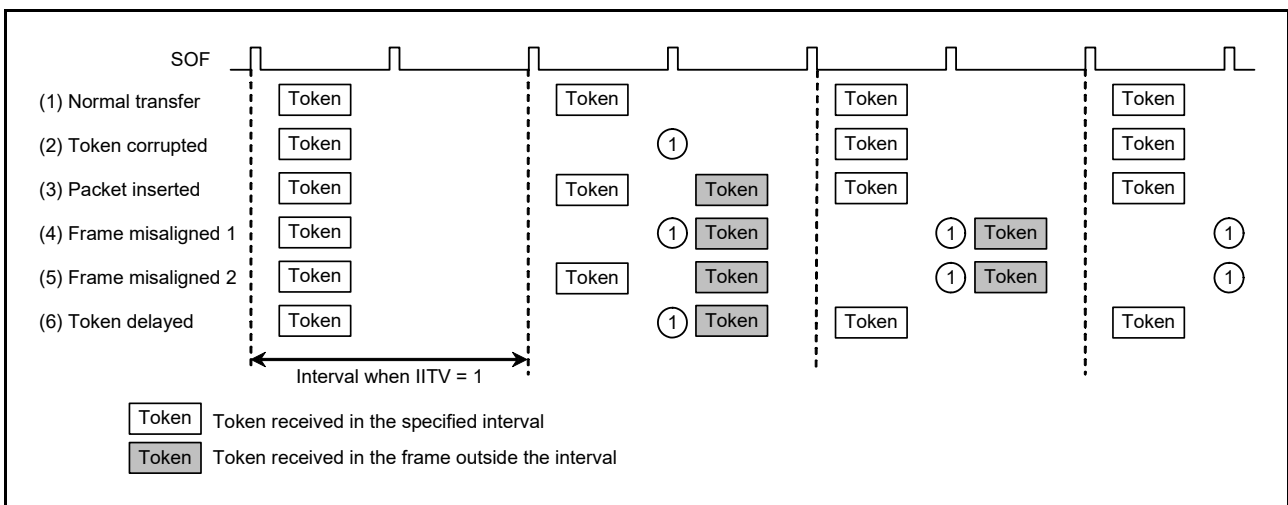 SOF
(1) Normal transfer Token Token Token Token
(2) Token corrupted Token 1 Token Token
(3) Packet inserted Token Token Token Token Token
(4) Frame misaligned 1 Token 1 Token 1 Token 1
(5) Frame misaligned 2 Token Token Token 1 Token 1
(6) Token delayed Token 1 Token Token Token
Interval when IITV = 1
Token Token received in the specified interval
Token Token received in the frame outside the interval